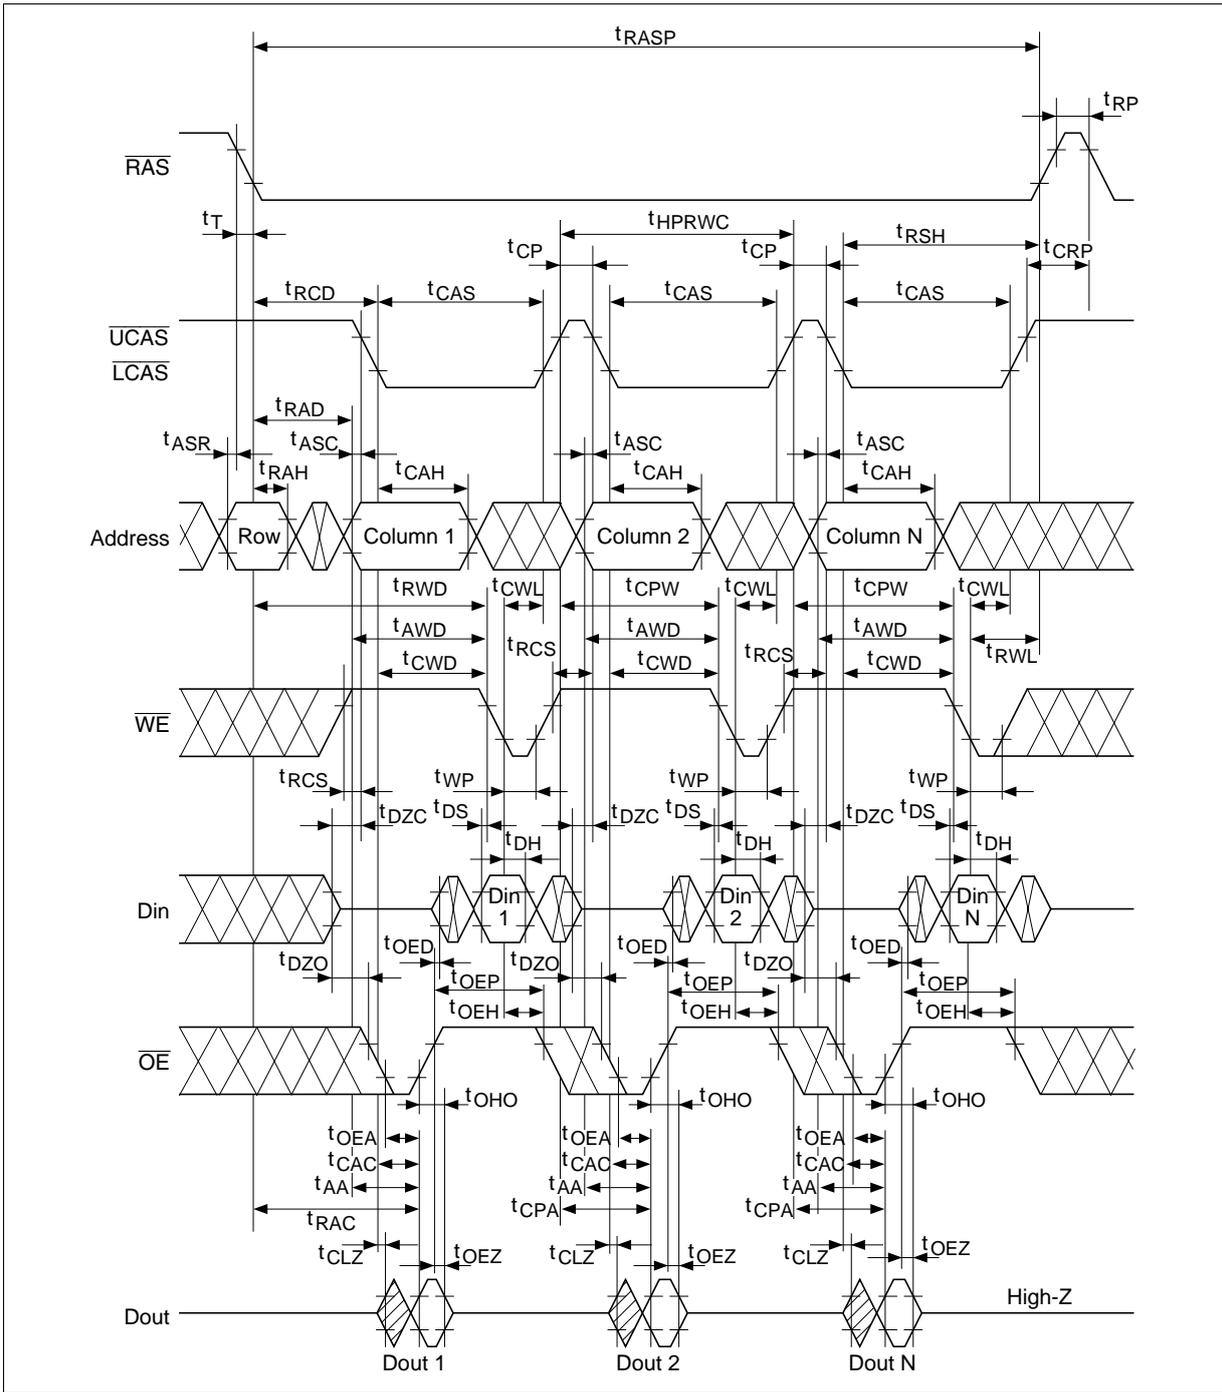 tRASP
tRP
RAS
tT
tHPRWC
tCP
tCP
tRSH
tCRP
tRCD
tCAS
tCAS
tCAS
UCAS
LCAS
tRAD
tASR
tASC
tASC
tASC
tRAH
tCAH
tCAH
tCAH
Address
Row
Column 1
Column 2
Column N
tRWD
tCWL
tCPW
tCWL
tCPW
tCWL
tAWD
tRCS
tAWD
tRCS
tAWD
tRWL
tCWD
tCWD
tCWD
WE
tRCS
tWP
tWP
tWP
tDZC
tDS
tDZC
tDS
tDZC
tDS
tDH
tDH
tDH
Din
Din 1
Din 2
Din N
tDZO
tOED
tDZO
tOED
tDZO
tOED
tOEP
tOEP
tOEP
tOEH
tOEH
tOEH
OE
tOHO
tOHO
tOHO
tOEA
tOEA
tOEA
tCAC
tCAC
tCAC
tAA
tAA
tAA
tRAC
tCPA
tCPA
tCLZ
tOEZ
tCLZ
tOEZ
tCLZ
tOEZ
High-Z
Dout
Dout 1
Dout 2
Dout N